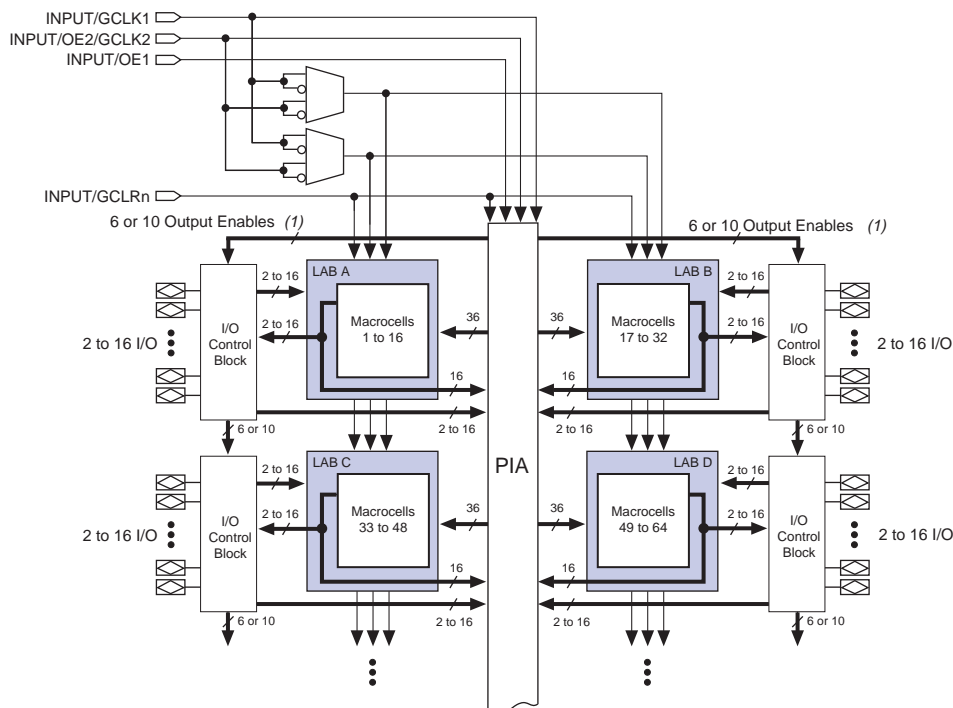 INPUT/GCLK1
INPUT/OE2/GCLK2
INPUT/OE1
INPUT/GCLRn
6 or 10 Output Enables (1)
6 or 10 Output Enables (1)
LAB A
LAB B
2 to 16
2 to 16
2 to 16 I/O
I/O
Control
Block
2 to 16
Macrocells
1 to 16
36
36
Macrocells
17 to 32
2 to 16
I/O
Control
Block
2 to 16 I/O
16
16
2 to 16
2 to 16
6 or 10
6 or 10
PIA
LAB C
LAB D
2 to 16
2 to 16
2 to 16 I/O
I/O
Control
Block
2 to 16
Macrocells
33 to 48
36
36
Macrocells
49 to 64
2 to 16
I/O
Control
Block
2 to 16 I/O
16
16
2 to 16
2 to 16
6 or 10
6 or 10